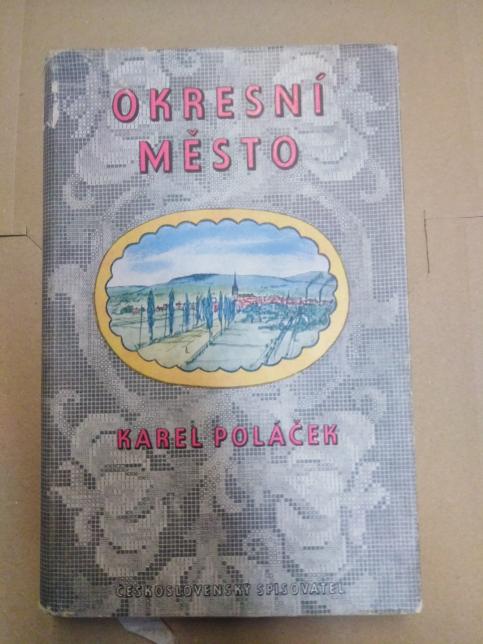 OKRESNÍ
MĚSTO
KAREL POLÁČEK
ČESKOSLOVENSKÝ SPISOVATEL